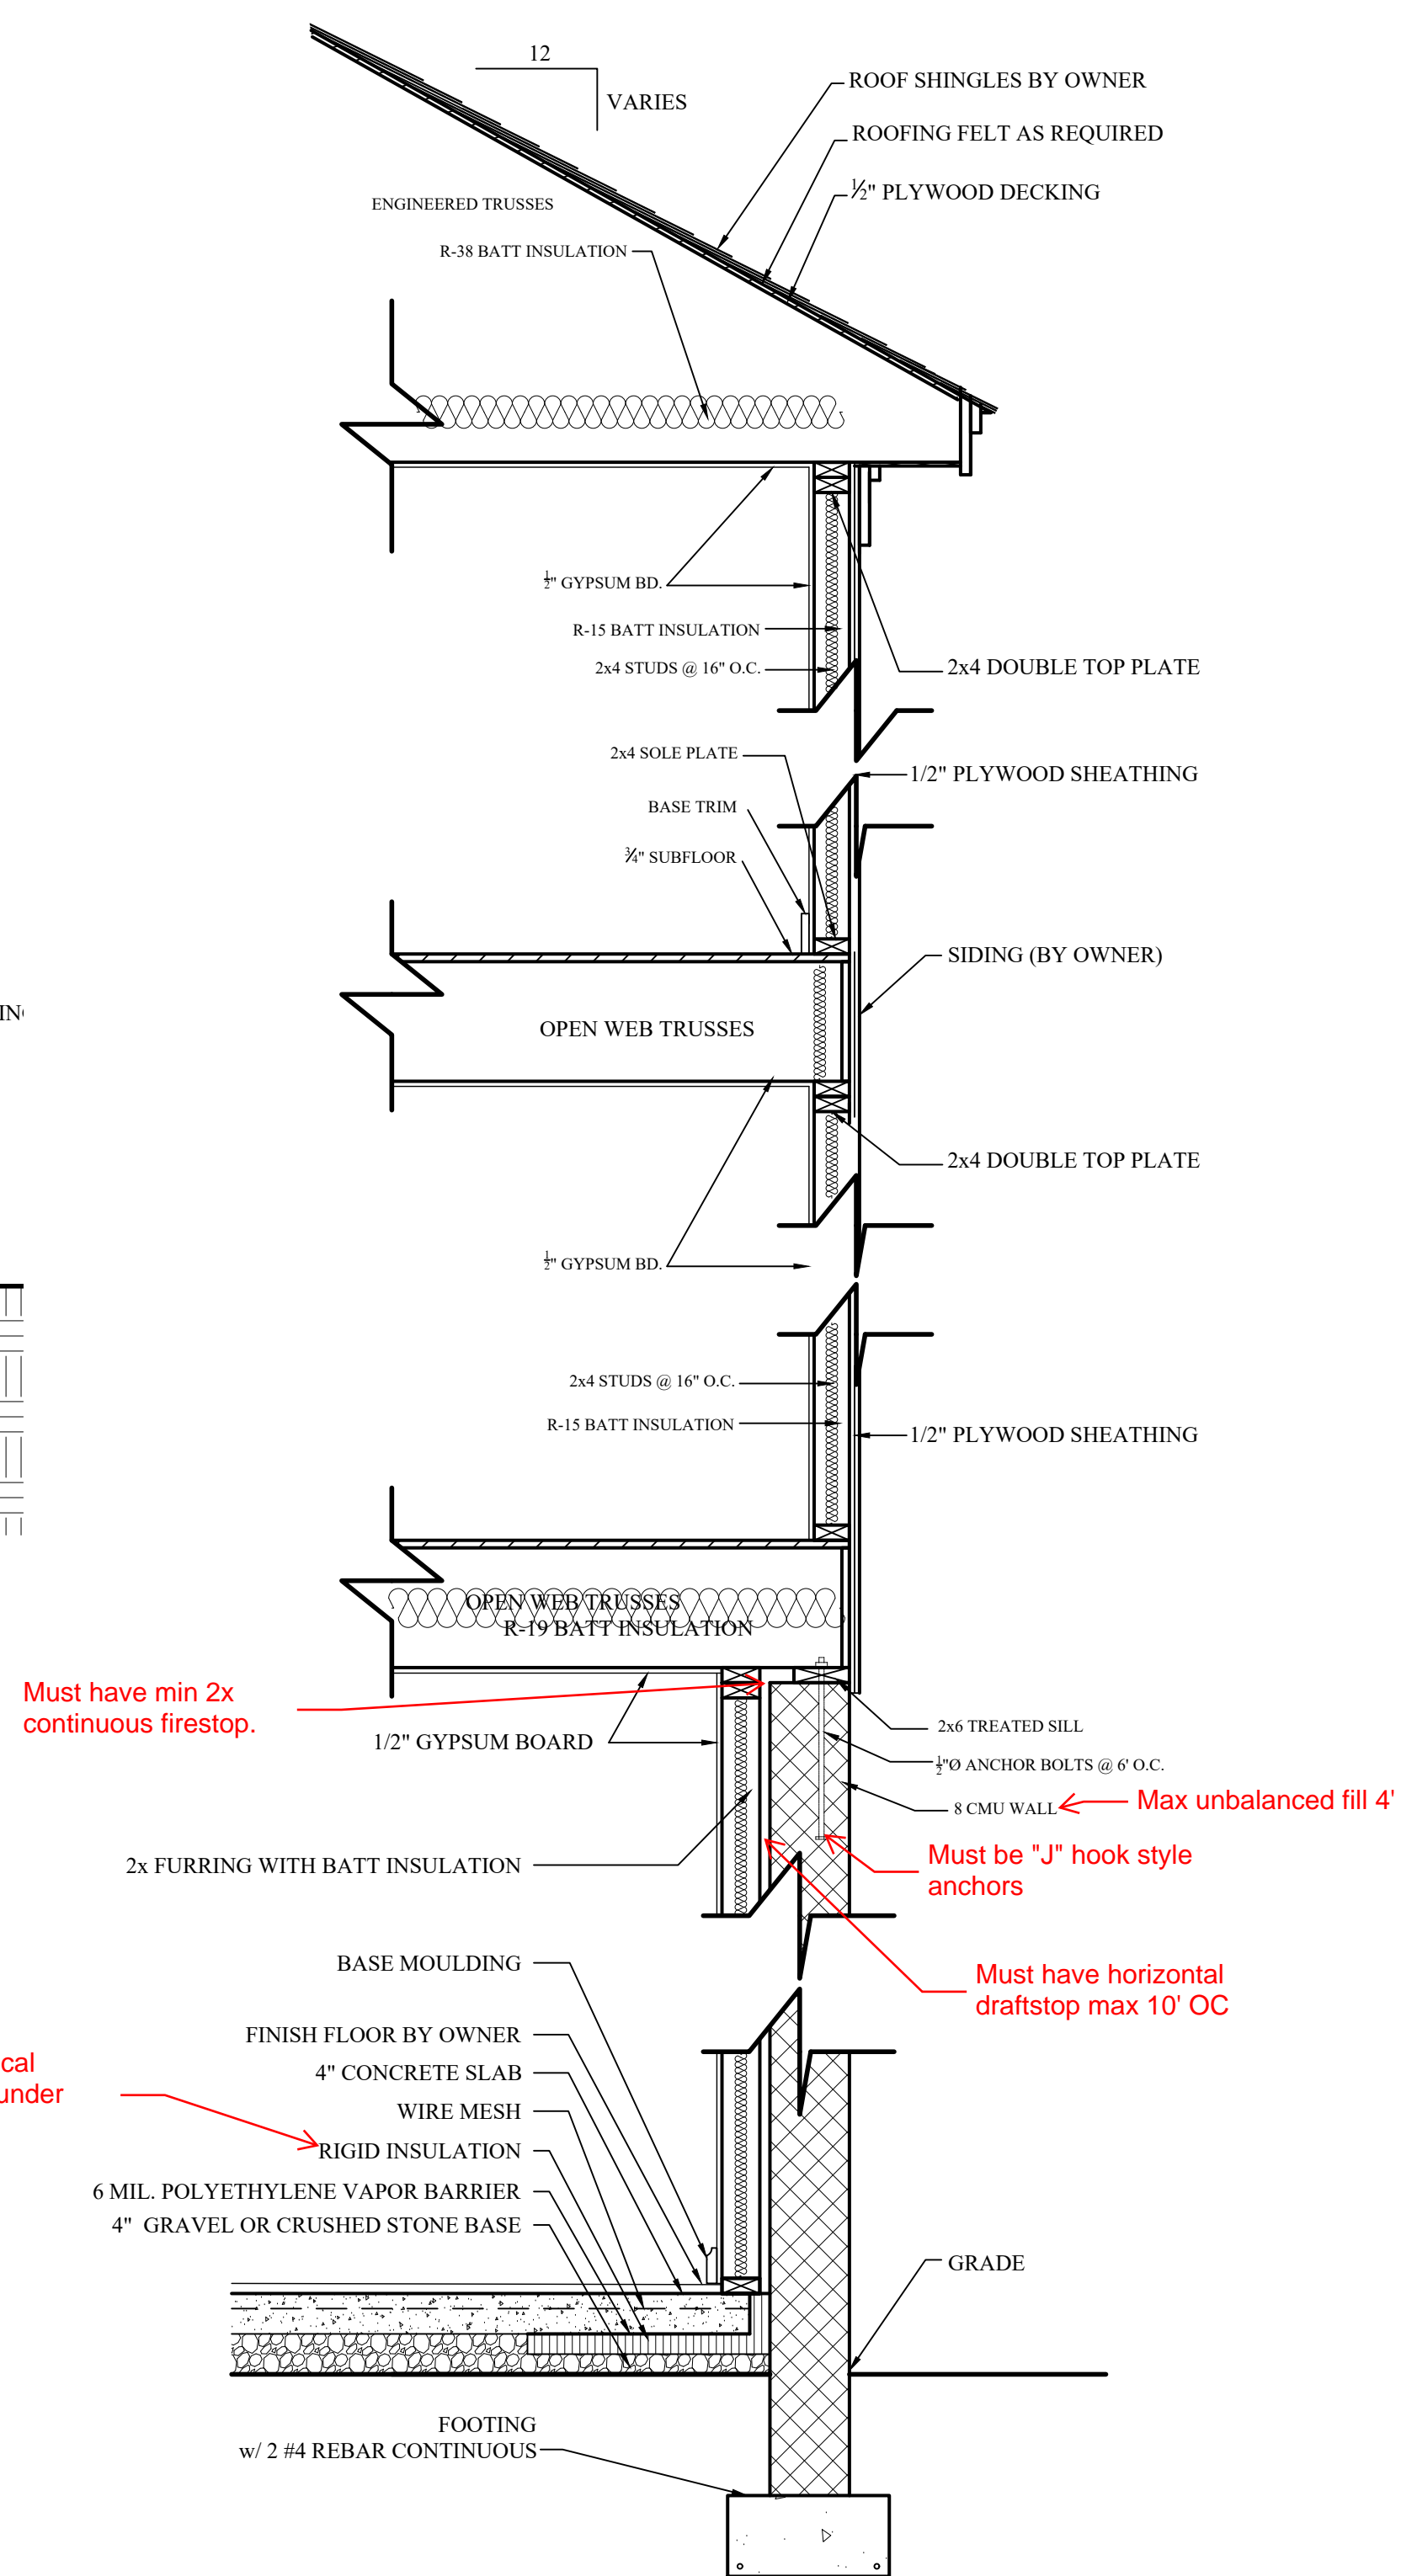 12
VARIES
ROOF SHINGLES BY OWNER
ROOFING FELT AS REQUIRED
½" PLYWOOD DECKING
ENGINEERED TRUSSES
R-38 BATT INSULATION
½" GYPSUM BD.
R-15 BATT INSULATION
2x4 STUDS @ 16" O.C.
2x4 DOUBLE TOP PLATE
2x4 SOLE PLATE
1/2" PLYWOOD SHEATHING
BASE TRIM
¾" SUBFLOOR
SIDING (BY OWNER)
OPEN WEB TRUSSES
2x4 DOUBLE TOP PLATE
½" GYPSUM BD.
2x4 STUDS @ 16" O.C.
R-15 BATT INSULATION
1/2" PLYWOOD SHEATHING
OPEN WEB TRUSSES
R-19 BATT INSULATION
Must have min 2x
continuous firestop.
1/2" GYPSUM BOARD
2x6 TREATED SILL
½"Ø ANCHOR BOLTS @ 6' O.C.
8 CMU WALL
Max unbalanced fill 4'
Must be "J" hook style
anchors
2x FURRING WITH BATT INSULATION
Must have horizontal
draftstop max 10' OC
BASE MOULDING
FINISH FLOOR BY OWNER
4" CONCRETE SLAB
WIRE MESH
RIGID INSULATION
under
6 MIL. POLYETHYLENE VAPOR BARRIER
4" GRAVEL OR CRUSHED STONE BASE
GRADE
FOOTING
w/ 2 #4 REBAR CONTINUOUS